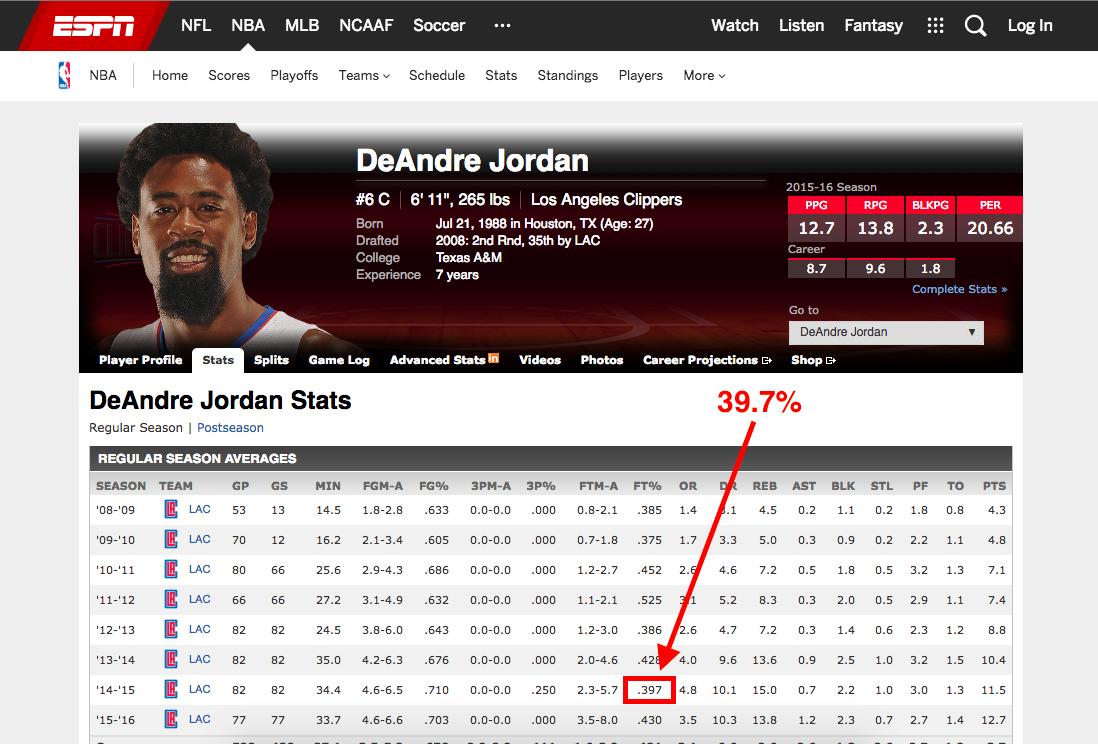 ESPN NFL NBA MLB NCAAF Soccer ••• Watch Listen Fantasy Log In
NBA Home Scores Playoffs Teams Schedule Stats Standings Players More
DeAndre Jordan
#6 C 6' 11", 265 lbs Los Angeles Clippers
Born Jul 21, 1988 in Houston, TX (Age: 27)
Drafted 2008: 2nd Rnd, 35th by LAC
College Texas A&M
Experience 7 years
2015-16 Season
PPG RPG BLKPG PER
12.7 13.8 2.3 20.66
Career
8.7 9.6 1.8
Complete Stats »
Go to
DeAndre Jordan
Player Profile Stats Splits Game Log Advanced Stats in Videos Photos Career Projections Shop
DeAndre Jordan Stats
39.7%
Regular Season | Postseason
REGULAR SEASON AVERAGES
SEASON TEAM GP GS MIN FGM-A FG% 3PM-A 3P% FTM-A FT% OR DR REB AST BLK STL PF TO PTS
'08-'09 LAC 53 13 14.5 1.8-2.8 .633 0.0-0.0 .000 0.8-2.1 .385 1.4 3.1 4.5 0.2 1.1 0.2 1.8 0.8 4.3
'09-'10 LAC 70 12 16.2 2.1-3.4 .605 0.0-0.0 .000 0.7-1.8 .375 1.7 3.3 5.0 0.3 0.9 0.2 2.2 1.1 4.8
'10-'11 LAC 80 66 25.6 2.9-4.3 .686 0.0-0.0 .000 1.2-2.7 .452 2.6 4.6 7.2 0.5 1.8 0.5 3.2 1.3 7.1
'11-'12 LAC 66 66 27.2 3.1-4.9 .632 0.0-0.0 .000 1.1-2.1 .525 3.1 5.2 8.3 0.3 2.0 0.5 2.9 1.1 7.4
'12-'13 LAC 82 82 24.5 3.8-6.0 .643 0.0-0.0 .000 1.2-3.0 .386 2.6 4.7 7.2 0.3 1.4 0.6 2.3 1.2 8.8
'13-'14 LAC 82 82 35.0 4.2-6.3 .676 0.0-0.0 .000 2.0-4.6 .428 4.0 9.6 13.6 0.9 2.5 1.0 3.2 1.5 10.4
'14-'15 LAC 82 82 34.4 4.6-6.5 .710 0.0-0.0 .250 2.3-5.7 .397 4.8 10.1 15.0 0.7 2.2 1.0 3.0 1.3 11.5
'15-'16 LAC 77 77 33.7 4.6-6.6 .703 0.0-0.0 .000 3.5-8.0 .430 3.5 10.3 13.8 1.2 2.3 0.7 2.7 1.4 12.7